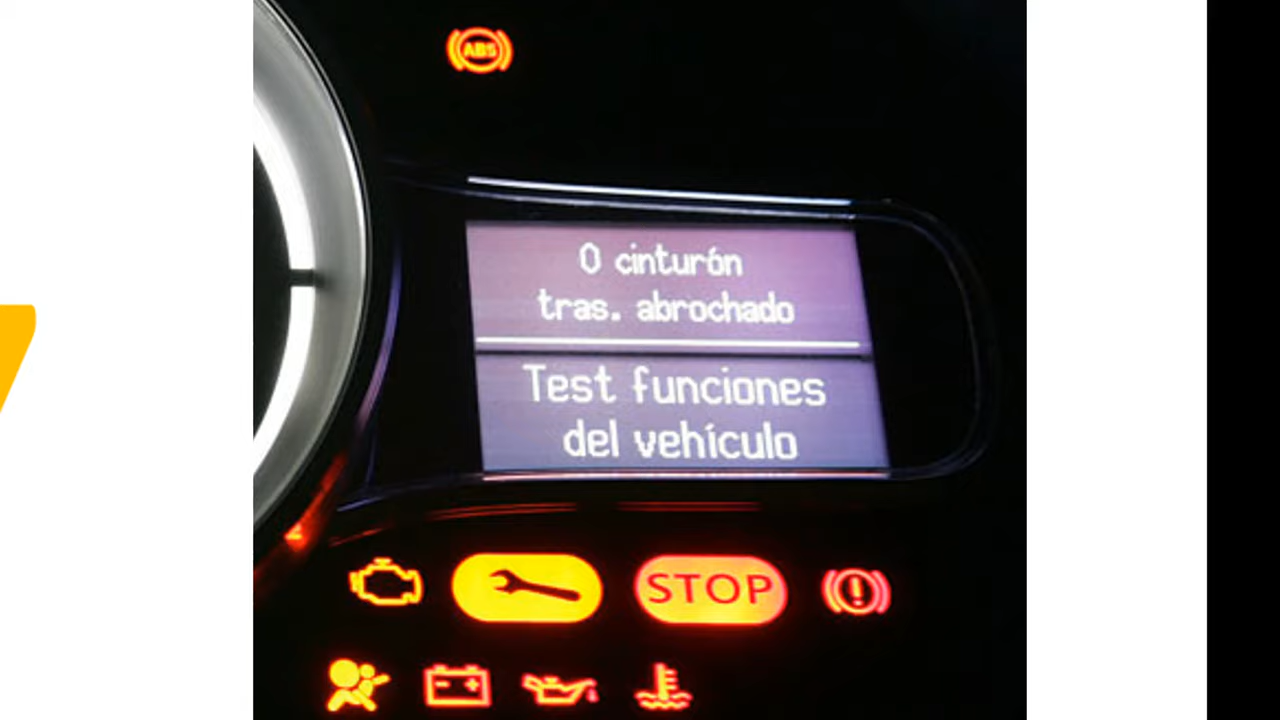 ABS
0 cinturón
tras. abrochado
Test funciones
del vehículo
STOP